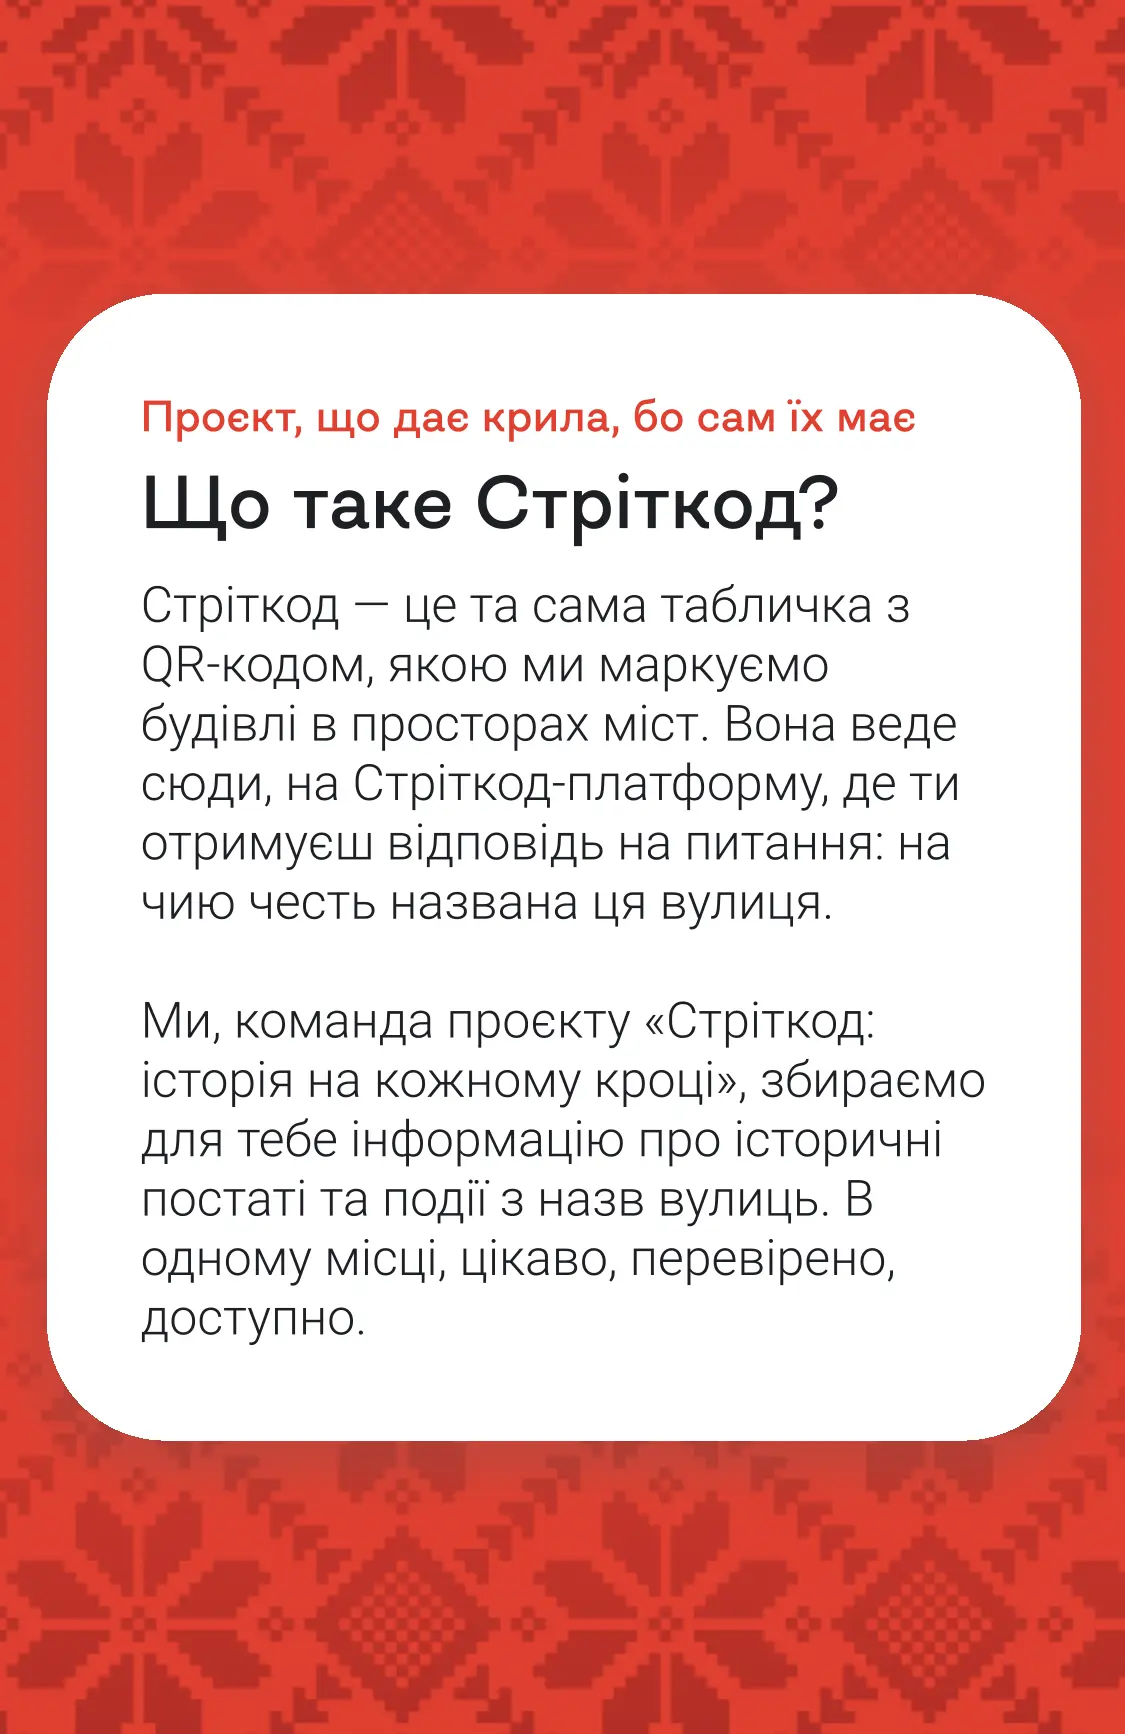 Проєкт, що дає крила, бо сам їх має
Що таке Стріткод?
Стріткод — це та сама табличка з
QR-кодом, якою ми маркуємо
будівлі в просторах міст. Вона веде
сюди, на Стріткод-платформу, де ти
отримуєш відповідь на питання: на
чию честь названа ця вулиця.
Ми, команда проєкту «Стріткод:
історія на кожному кроці», збираємо
для тебе інформацію про історичні
постаті та події з назв вулиць. В
одному місці, цікаво, перевірено,
доступно.